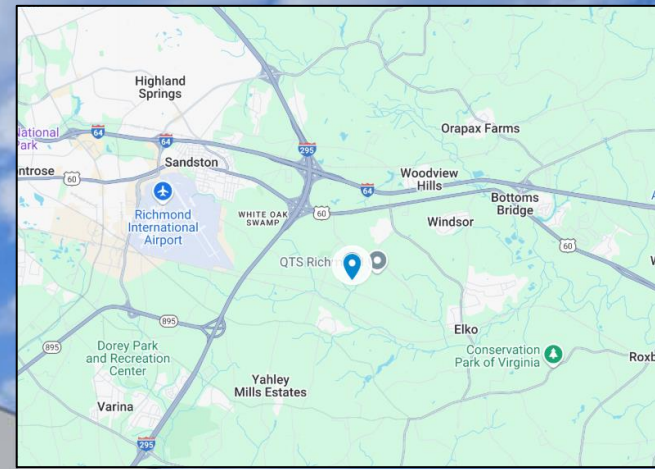 Highland
Springs
National
Park
64
64
295
Orapax Farms
Sandston
ntrose
60
Woodview
Hills
64
Richmond
International
Airport
WHITE OAK
SWAMP
60
Bottoms
Bridge
Windsor
60
QTS Rich
895
Elko
895
Dorey Park
and Recreation
Center
Conservation
Park of Virginia
Roxb
Yahley
Mills Estates
Varina
295